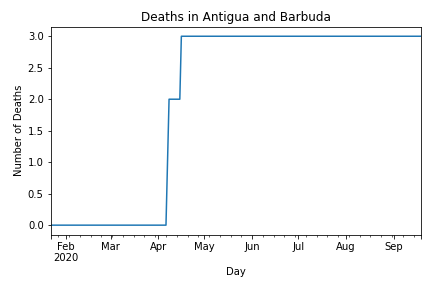 Deaths in Antigua and Barbuda
3.0
2.5
2.0
1.5
1.0
0.5
0.0
Number of Deaths
Feb Mar Apr May Jun Jul Aug Sep
2020
Day